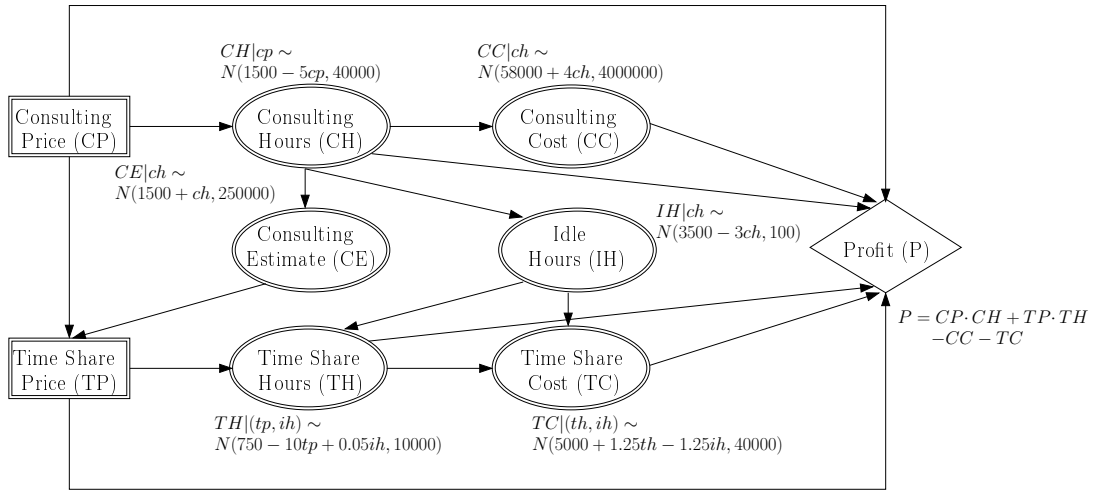 CH|cp ∼
N(1500 − 5cp, 40000)
CC|ch ∼
N(58000 + 4ch, 4000000)
Consulting
Price (CP)
Consulting
Hours (CH)
Consulting
Cost (CC)
CE|ch ∼
N(1500 + ch, 250000)
IH|ch ∼
N(3500 − 3ch, 100)
Consulting
Estimate (CE)
Idle
Hours (IH)
Profit (P)
P = CP·CH + TP·TH
−CC − TC
Time Share
Price (TP)
Time Share
Hours (TH)
Time Share
Cost (TC)
TH|(tp, ih) ∼
N(750 − 10tp + 0.05ih, 10000)
TC|(th, ih) ∼
N(5000 + 1.25th − 1.25ih, 40000)